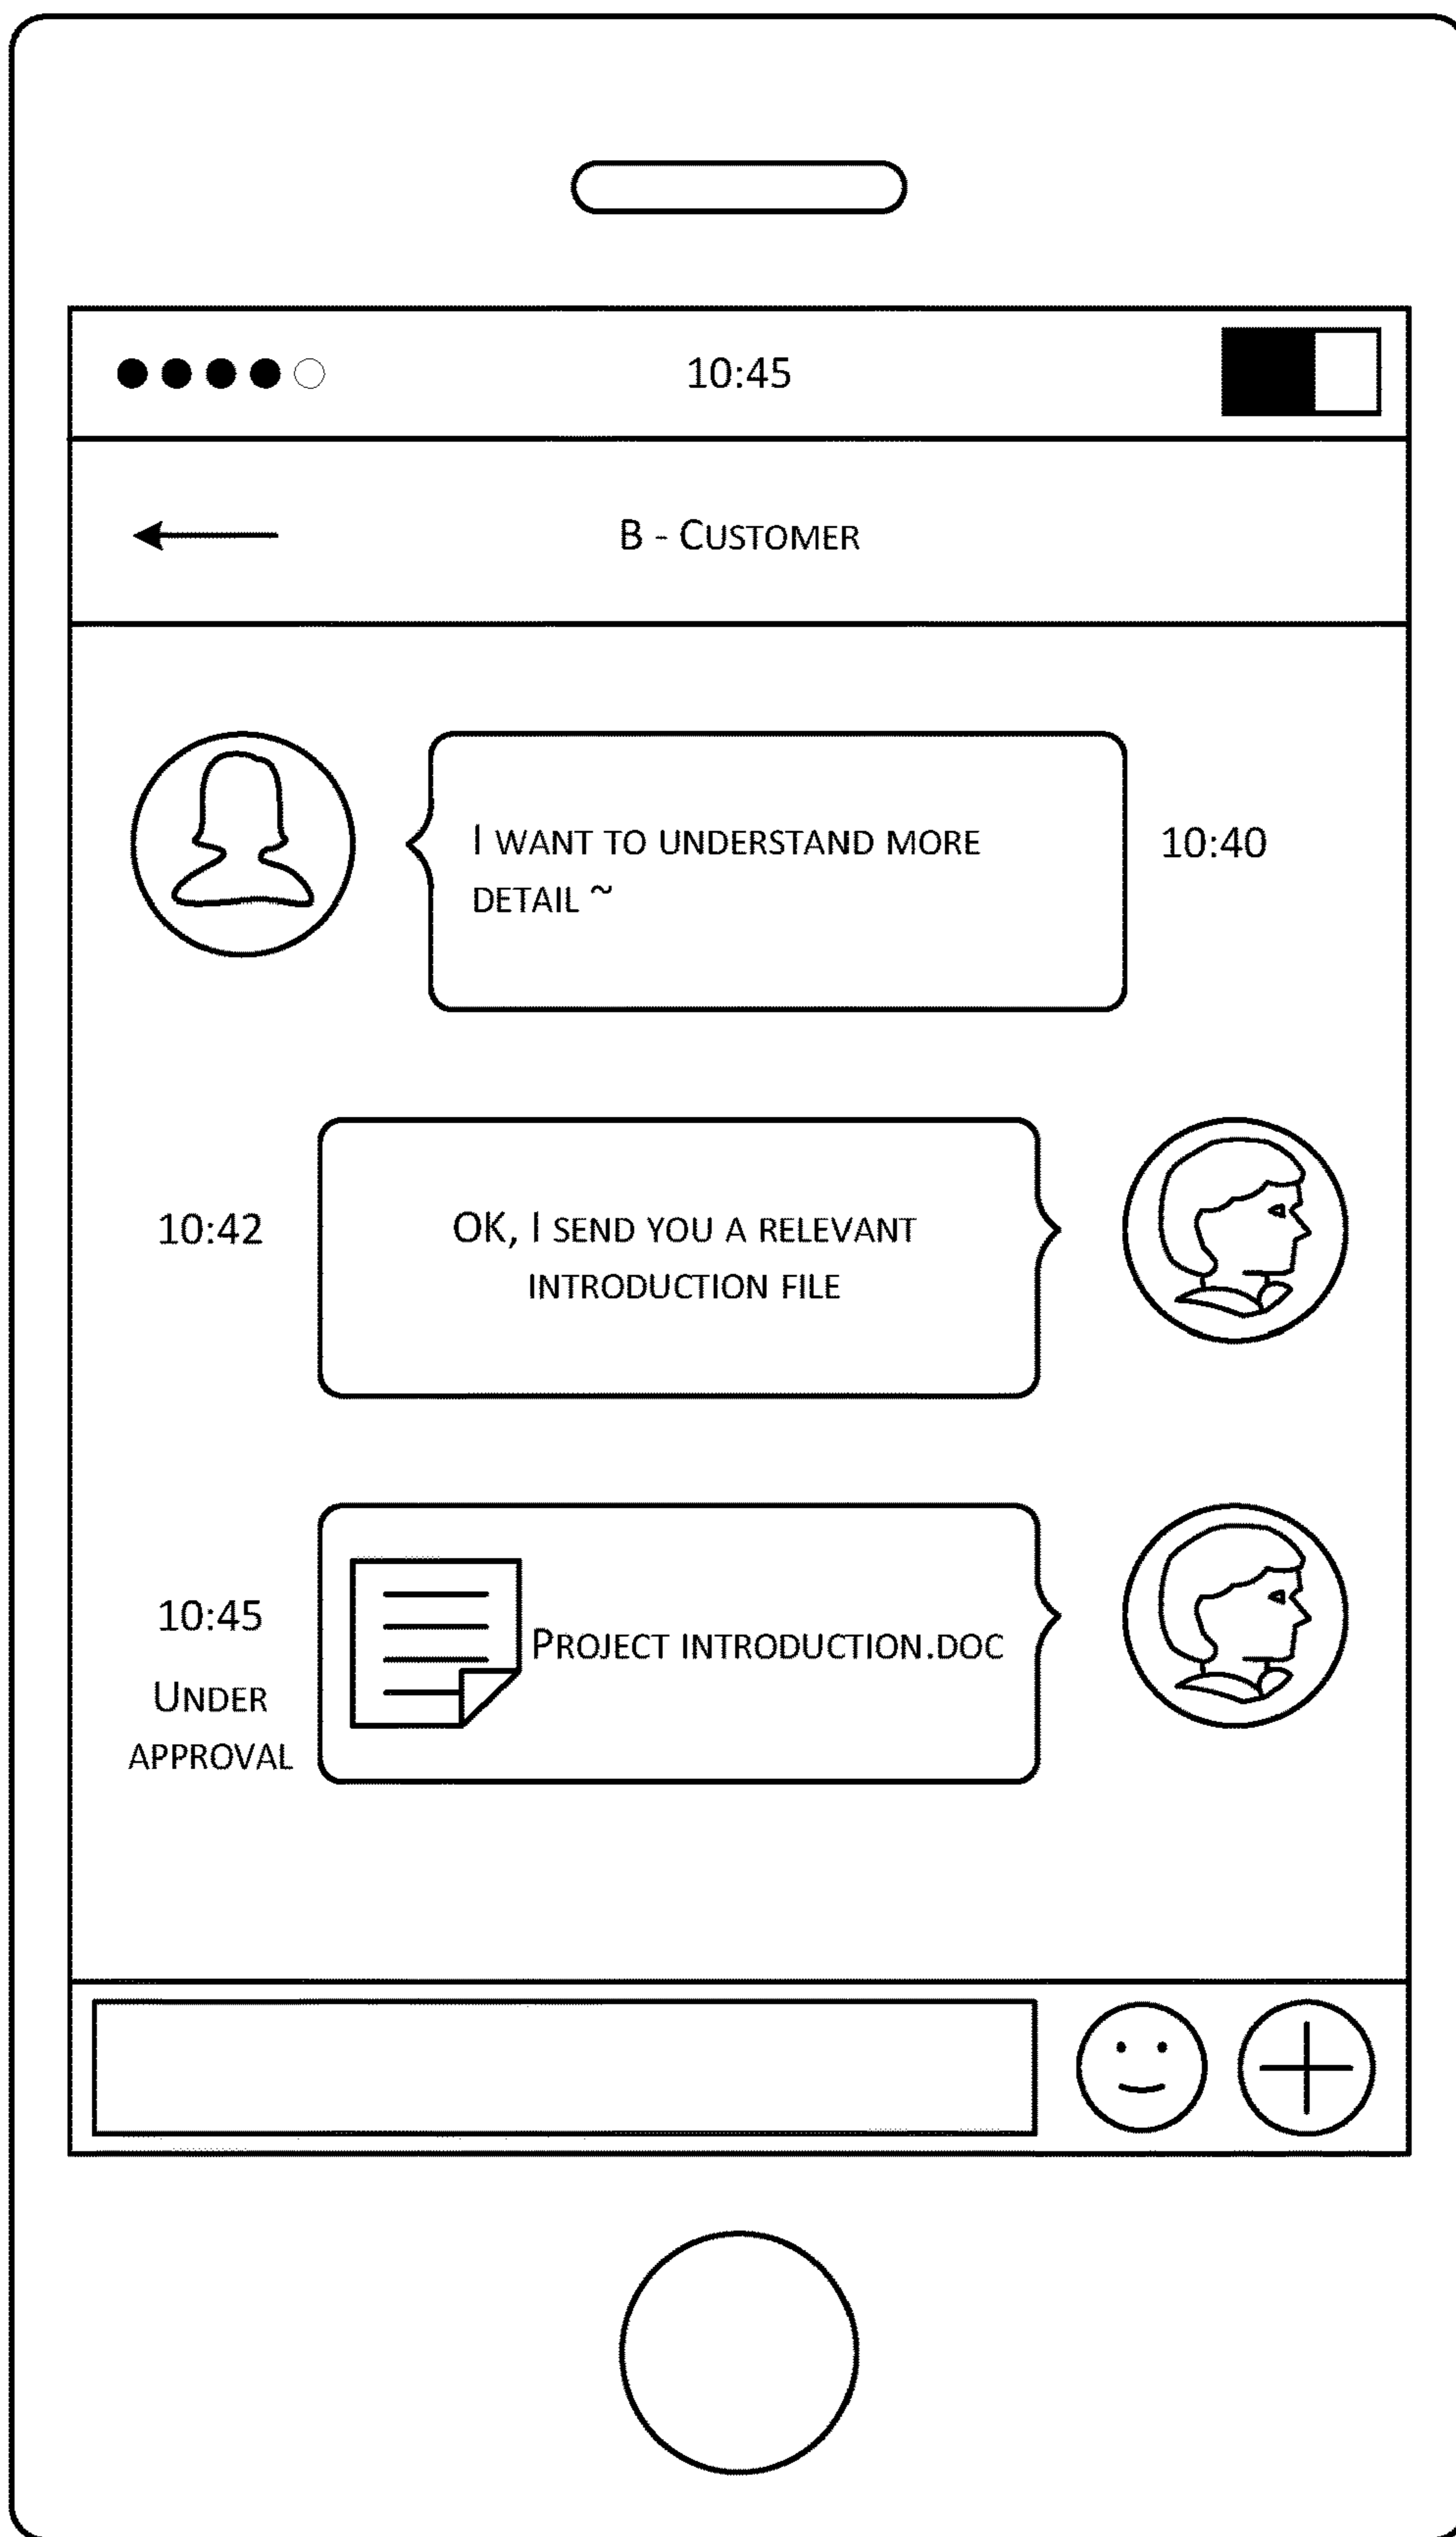 10:45
B - CUSTOMER
I WANT TO UNDERSTAND MORE
DETAIL ~
10:40
10:42
OK, I SEND YOU A RELEVANT
INTRODUCTION FILE
10:45
UNDER
APPROVAL
PROJECT INTRODUCTION.DOC